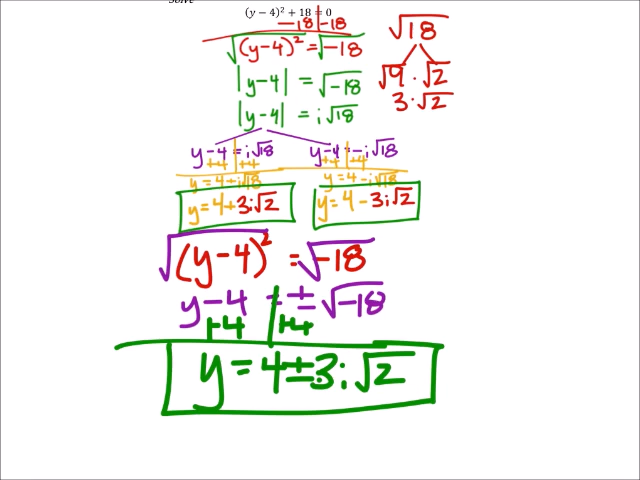 Solve
(y − 4)² + 18 = 0
−18 | −18
√(y−4)² = √−18
|y−4| = √−18
|y−4| = i√18
√18
√9 · √2
3 · √2
y−4 = i√18
+4 | +4
y = 4 + i√18
y = 4 + 3i√2
y−4 = −i√18
+4 | +4
y = 4 − i√18
y = 4 − 3i√2
√(y−4)² = √−18
y−4 = ± √−18
+4 | +4
y = 4 ± 3i√2